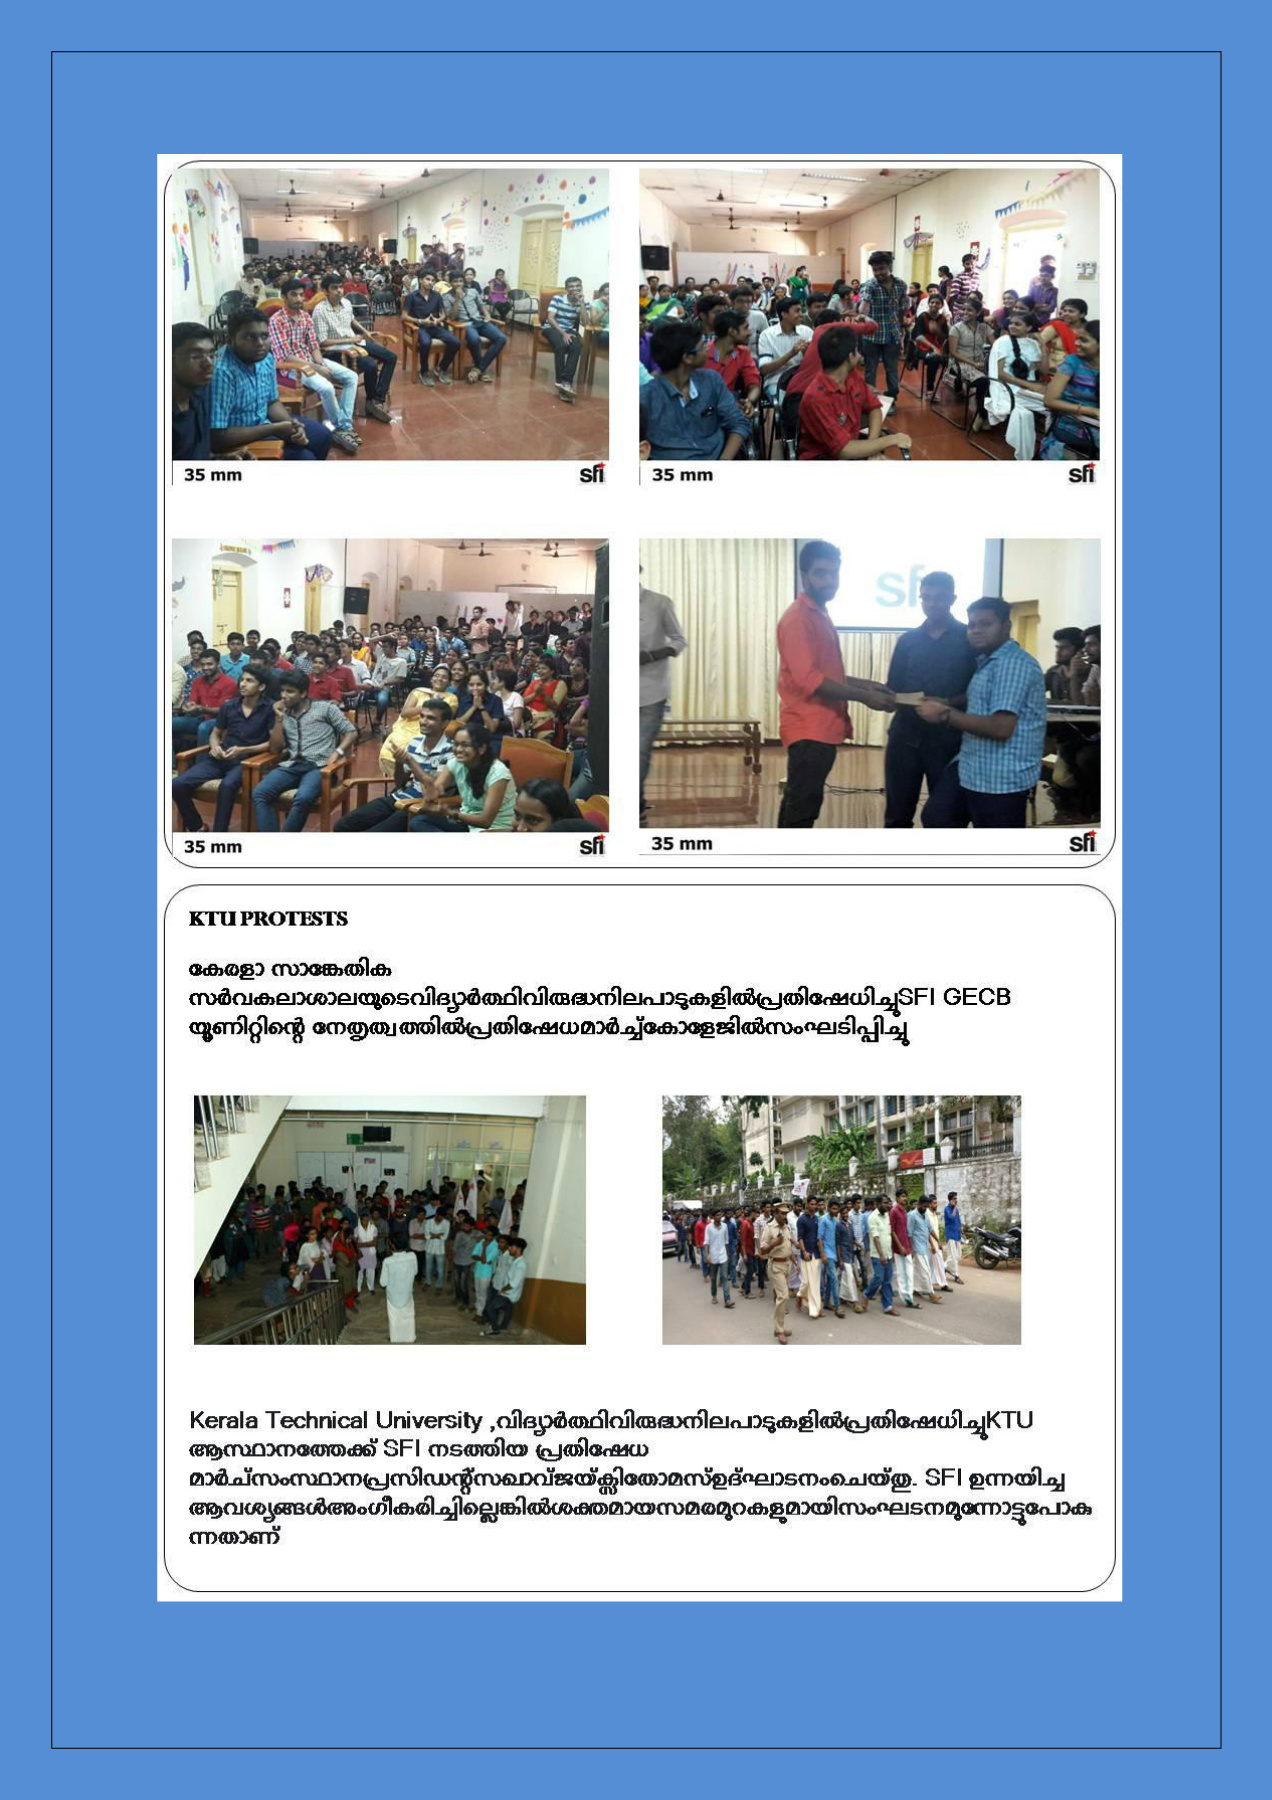 35 mm
sfi
35 mm
sfi
sf
35 mm
sfi
35 mm
sfi
KTU PROTESTS
കേരളാ സാങ്കേതിക
സർവകലാശാലയുടെവിദ്യാർത്ഥിവിരുദ്ധനിലപാടുകളിൽപ്രതിഷേധിച്ചുSFI GECB
യൂണിറ്റിന്റെ നേതൃത്വത്തിൽപ്രതിഷേധമാർച്ച്കോളേജിൽസംഘടിപ്പിച്ചു
Kerala Technical University ,വിദ്യാർത്ഥിവിരുദ്ധനിലപാടുകളിൽപ്രതിഷേധിച്ചുKTU
ആസ്ഥാനത്തേക്ക് SFI നടത്തിയ പ്രതിഷേധ
മാർച്സംസ്ഥാനപ്രസിഡന്റ്സഖാവ്ജയ്ക്സിതോമസ്ഉദ്ഘാടനംചെയ്തു. SFI ഉന്നയിച്ച
ആവശ്യങ്ങൾഅംഗീകരിച്ചില്ലെങ്കിൽശക്തമായസമരമുറകളുമായിസംഘടനമുന്നോട്ടുപോകു
ന്നതാണ്